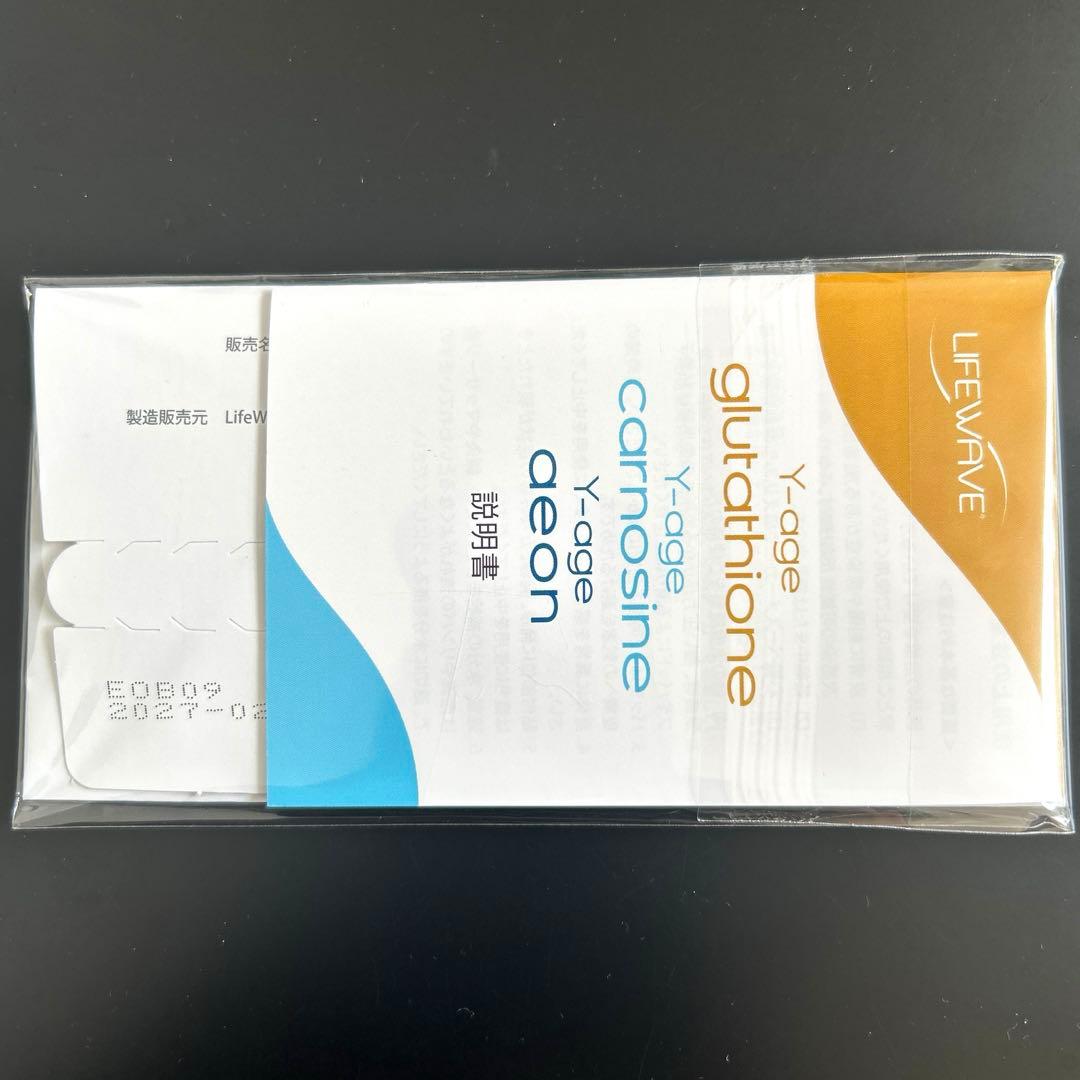 販売名
製造販売元 LifeW
E0B09
2027-02
LIFEWAVE
Y-age
glutathione
Y-age
carnosine
Y-age
aeon
説明書